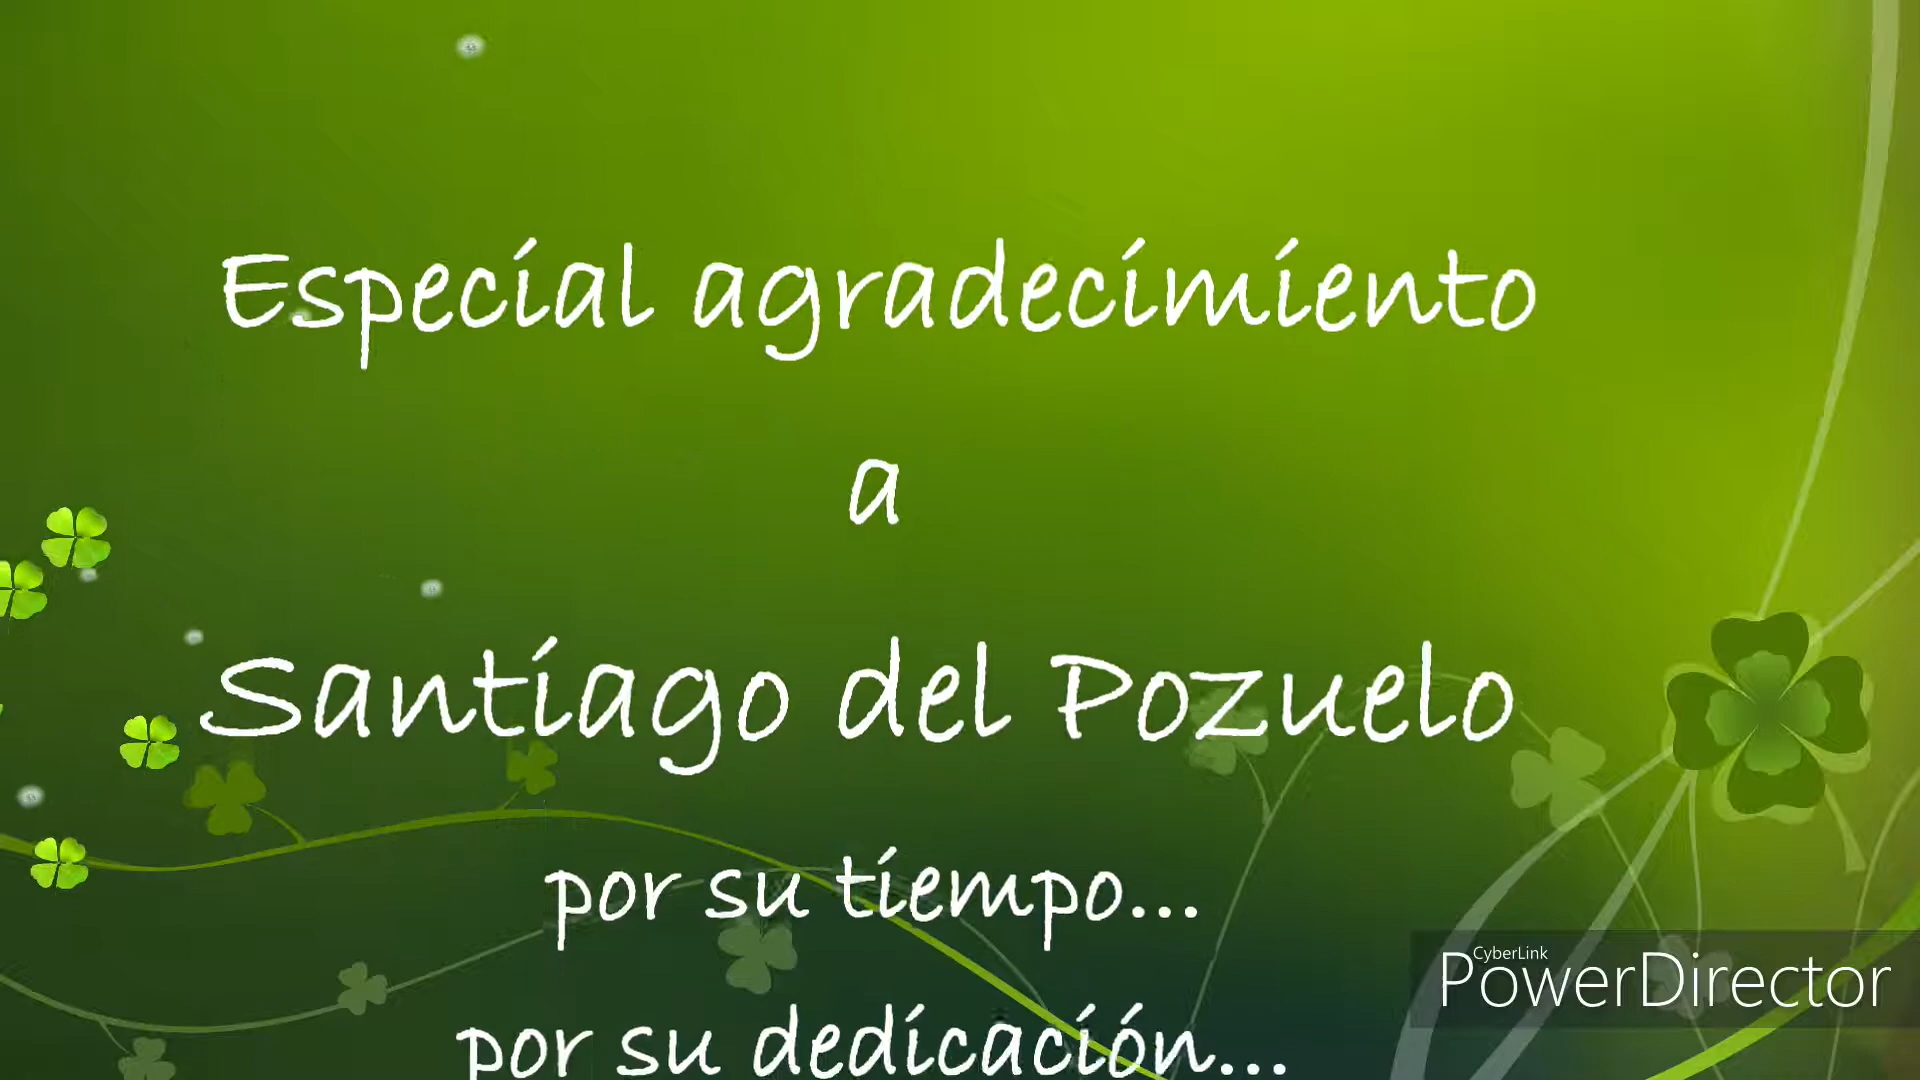 Especial agradecimiento
a
Santiago del Pozuelo
por su tiempo...
por su dedicación...
CyberLink
PowerDirector